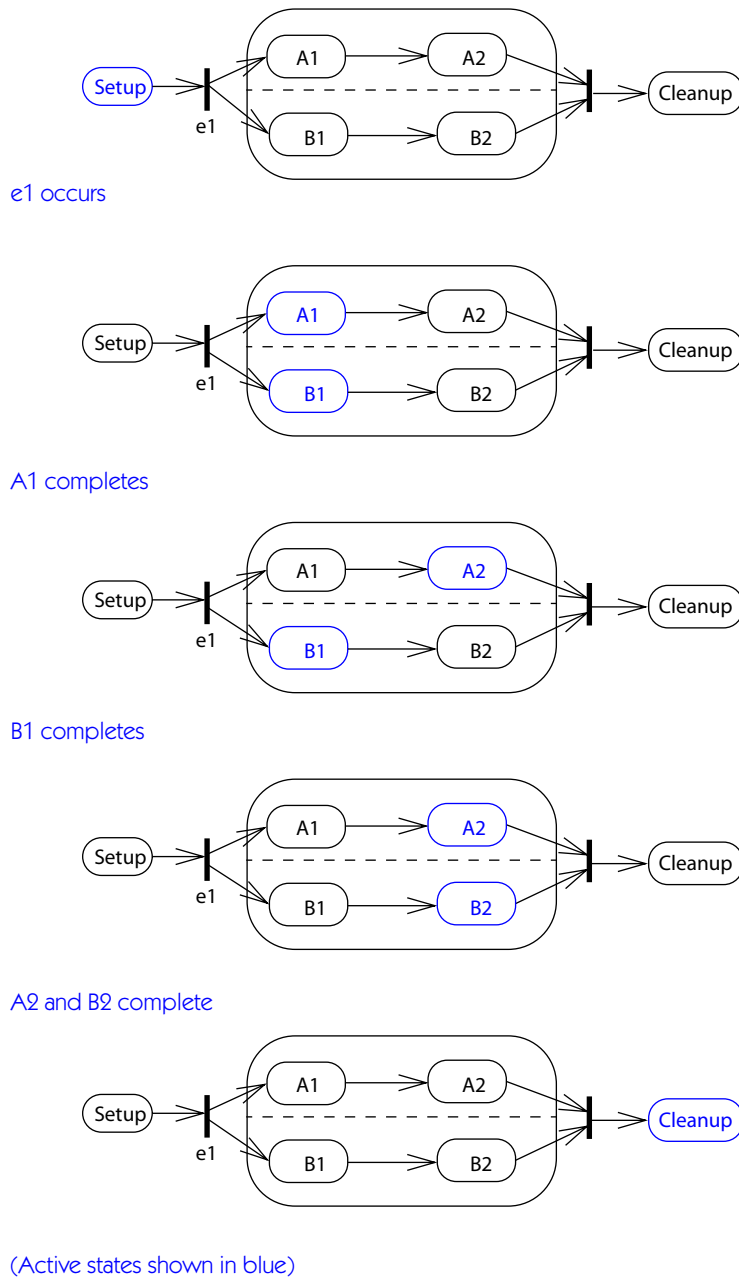 A1 A2
Setup Cleanup
e1
B1 B2
e1 occurs
A1 A2
Setup Cleanup
e1
B1 B2
A1 completes
A1 A2
Setup Cleanup
e1
B1 B2
B1 completes
A1 A2
Setup Cleanup
e1
B1 B2
A2 and B2 complete
A1 A2
Setup Cleanup
e1
B1 B2
(Active states shown in blue)